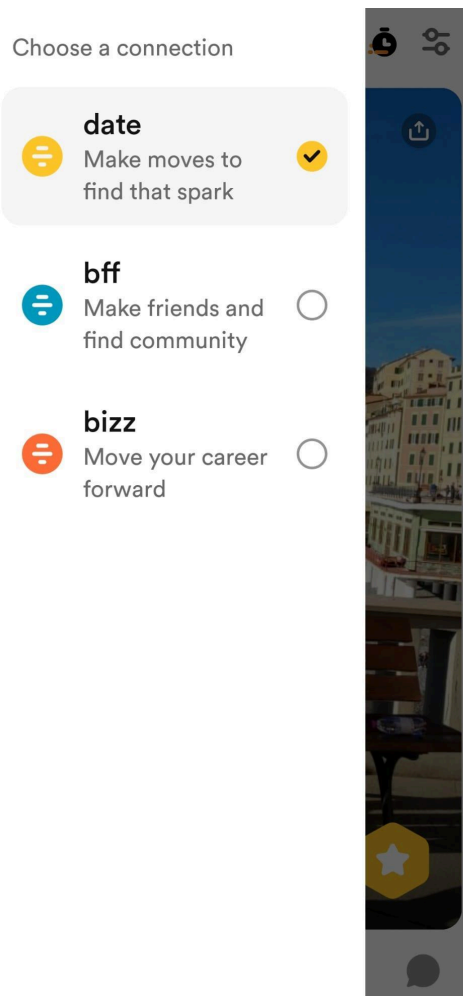 Choose a connection
date
Make moves to
find that spark
bff
Make friends and
find community
bizz
Move your career
forward